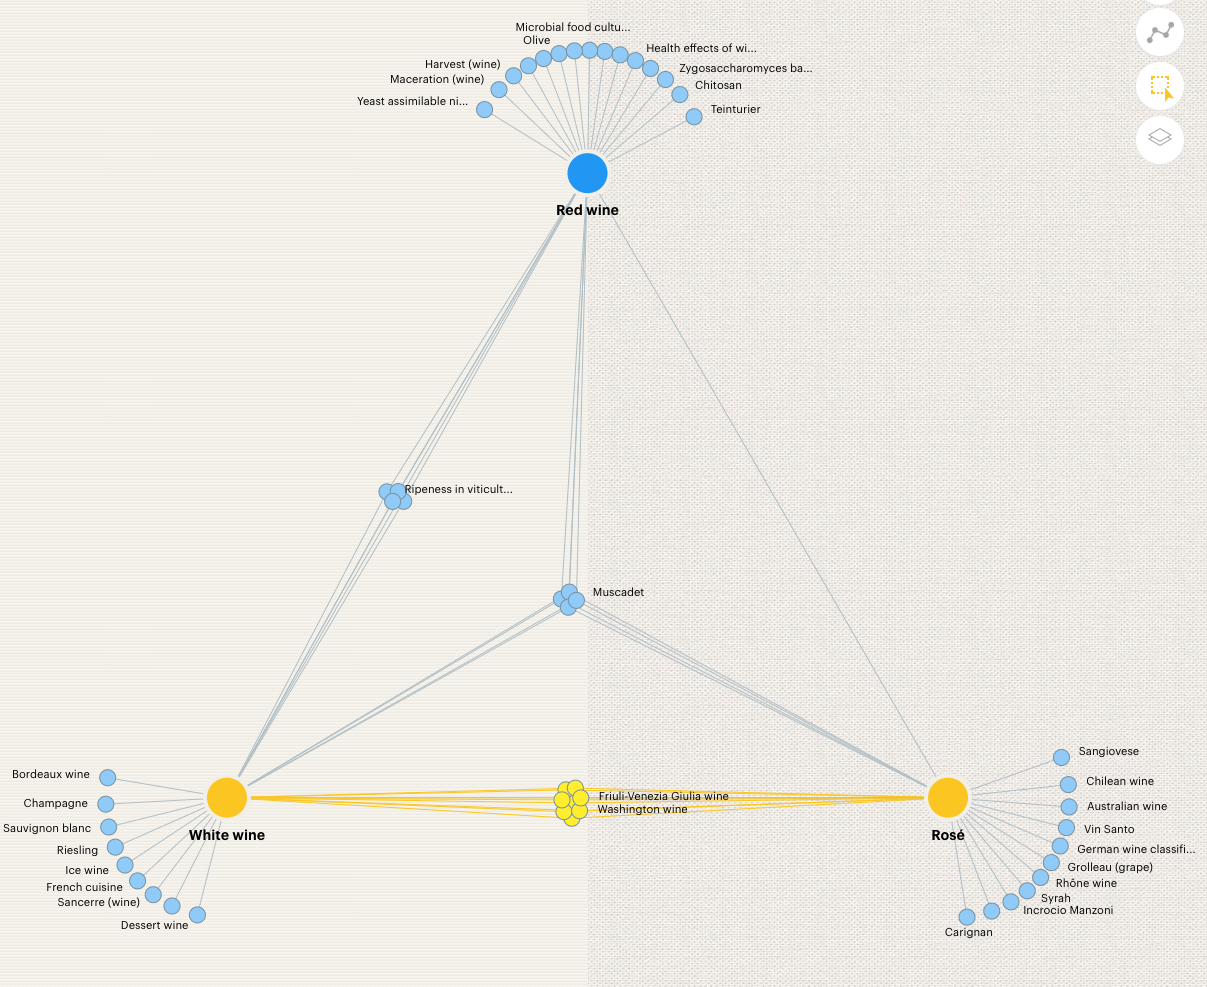 Microbial food cultu...
Olive
Health effects of wi...
Harvest (wine)
Zygosaccharomyces ba...
Maceration (wine)
Chitosan
Yeast assimilable ni...
Teinturier
Red wine
Ripeness in viticult...
Muscadet
Sangiovese
Bordeaux wine
Chilean wine
Friuli-Venezia Giulia wine
Champagne
Australian wine
Washington wine
Sauvignon blanc
Vin Santo
White wine
Rosé
Riesling
German wine classifi...
Ice wine
Grolleau (grape)
French cuisine
Rhône wine
Sancerre (wine)
Syrah
Incrocio Manzoni
Dessert wine
Carignan